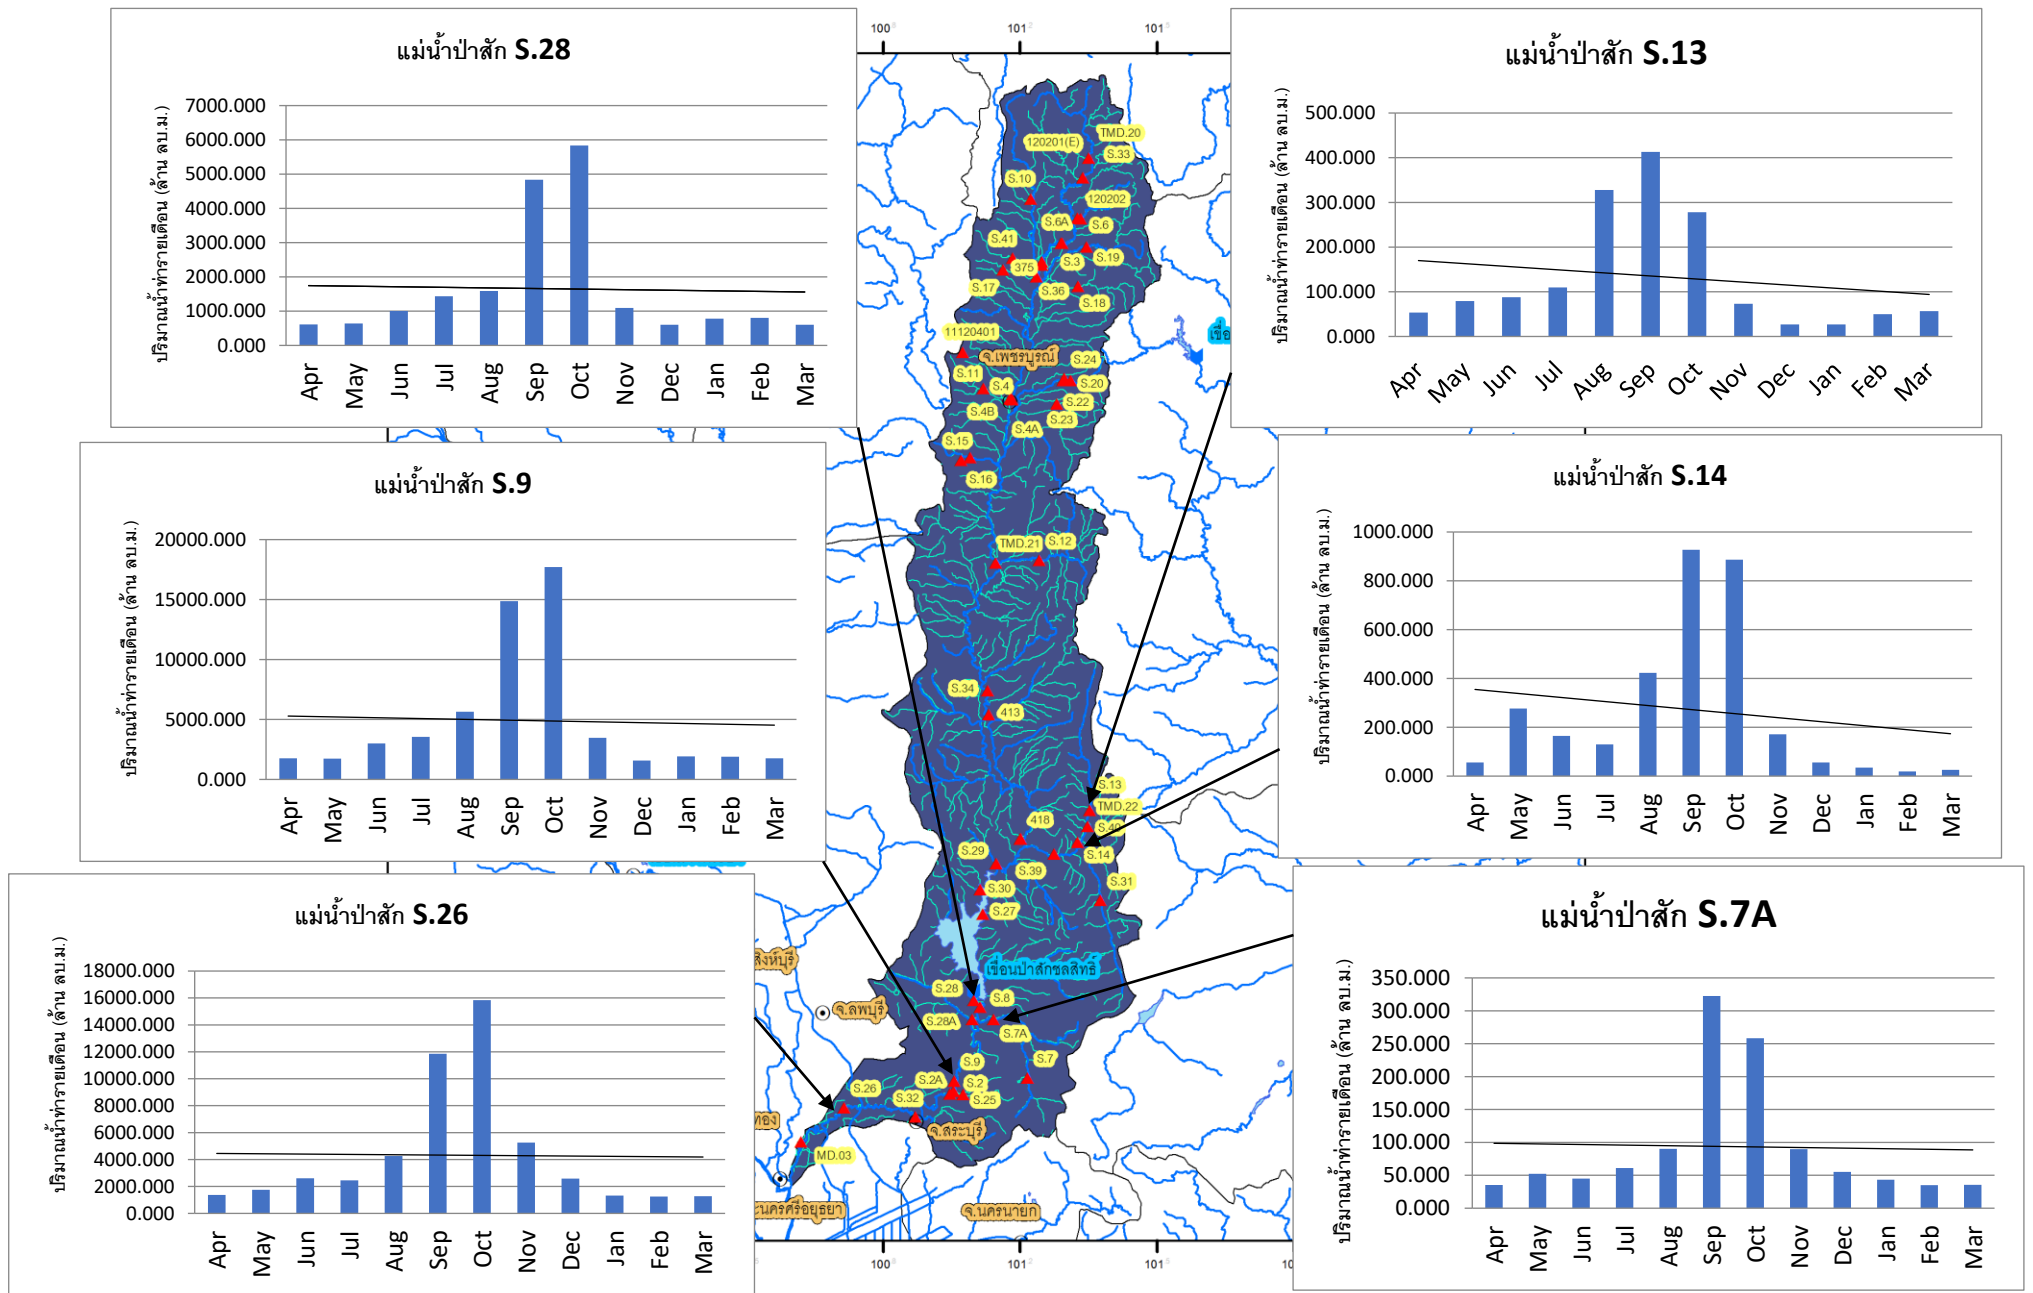 แม่น้ำป่าสัก S.28
ปริมาณน้ำท่ารายเดือน (ล้าน ลบ.ม.)
7000.000
6000.000
5000.000
4000.000
3000.000
2000.000
1000.000
0.000
Apr May Jun Jul Aug Sep Oct Nov Dec Jan Feb Mar
แม่น้ำป่าสัก S.13
ปริมาณน้ำท่ารายเดือน (ล้าน ลบ.ม.)
500.000
400.000
300.000
200.000
100.000
0.000
Apr May Jun Jul Aug Sep Oct Nov Dec Jan Feb Mar
แม่น้ำป่าสัก S.9
ปริมาณน้ำท่ารายเดือน (ล้าน ลบ.ม.)
20000.000
15000.000
10000.000
5000.000
0.000
Apr May Jun Jul Aug Sep Oct Nov Dec Jan Feb Mar
แม่น้ำป่าสัก S.14
ปริมาณน้ำท่ารายเดือน (ล้าน ลบ.ม.)
1000.000
800.000
600.000
400.000
200.000
0.000
Apr May Jun Jul Aug Sep Oct Nov Dec Jan Feb Mar
แม่น้ำป่าสัก S.26
ปริมาณน้ำท่ารายเดือน (ล้าน ลบ.ม.)
18000.000
16000.000
14000.000
12000.000
10000.000
8000.000
6000.000
4000.000
2000.000
0.000
Apr May Jun Jul Aug Sep Oct Nov Dec Jan Feb Mar
แม่น้ำป่าสัก S.7A
ปริมาณน้ำท่ารายเดือน (ล้าน ลบ.ม.)
350.000
300.000
250.000
200.000
150.000
100.000
50.000
0.000
Apr May Jun Jul Aug Sep Oct Nov Dec Jan Feb Mar
TMD.20
120201(E)
S.33
S.10
120202
S.6A
S.6
S.41
S.19
S.3
375
S.17
S.36
S.18
11120401
จ.เพชรบูรณ์
S.24
S.11
S.4
S.20
S.22
S.4B
S.23
S.4A
S.15
S.16
TMD.21
S.12
S.34
413
S.13
TMD.22
418
S.40
S.29
S.14
S.39
S.31
S.30
S.27
สิงห์บุรี
เขื่อนป่าสักชลสิทธิ์
S.28
S.8
จ.ลพบุรี
S.28A
S.7A
S.9
S.7
S.2A
S.2
S.26
S.32
S.25
จ.สระบุรี
MD.03
นครศรีอยุธยา
จ.นครนายก